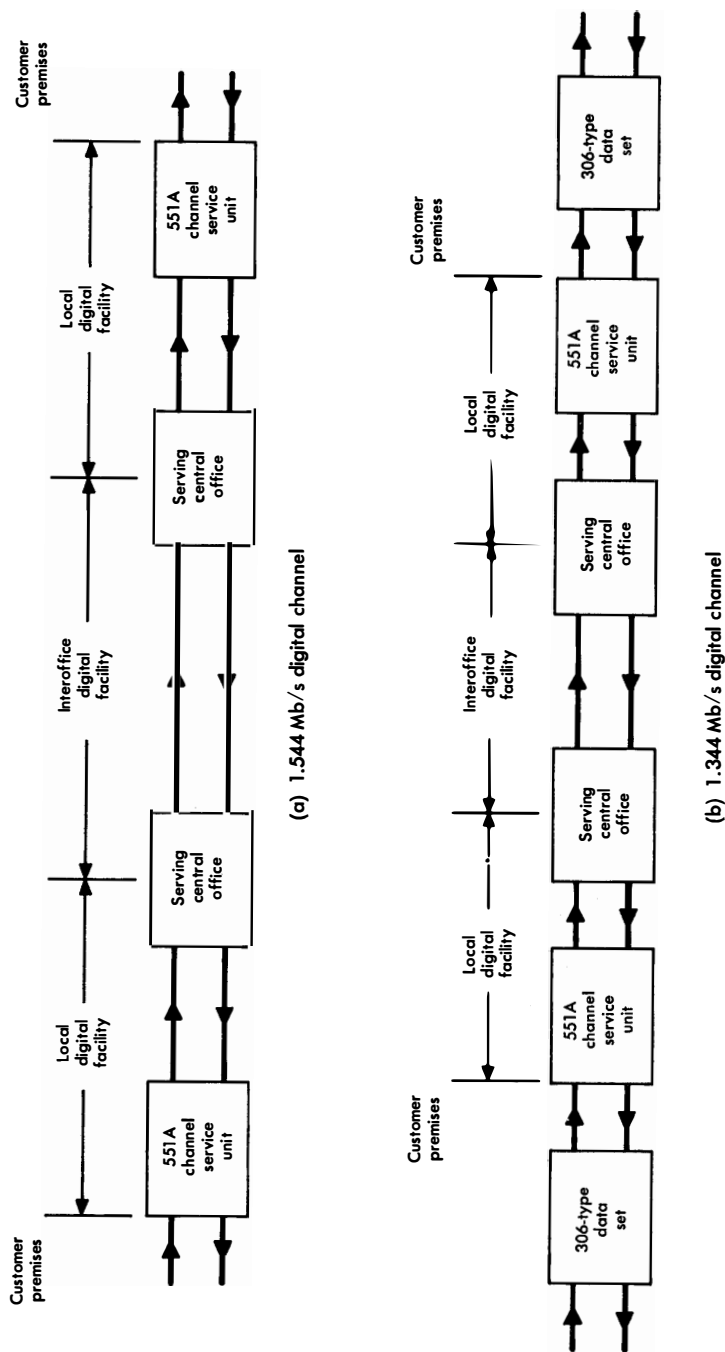 Customer
premises
Local
digital
facility
Interoffice
digital
facility
Local
digital
facility
Customer
premises
551A
channel
service
unit
Serving
central
office
Serving
central
office
551A
channel
service
unit
(a) 1.544 Mb/s digital channel
Customer
premises
Local
digital
facility
Interoffice
digital
facility
Local
digital
facility
Customer
premises
306-type
data
set
551A
channel
service
unit
Serving
central
office
Serving
central
office
551A
channel
service
unit
306-type
data
set
(b) 1.344 Mb/s digital channel